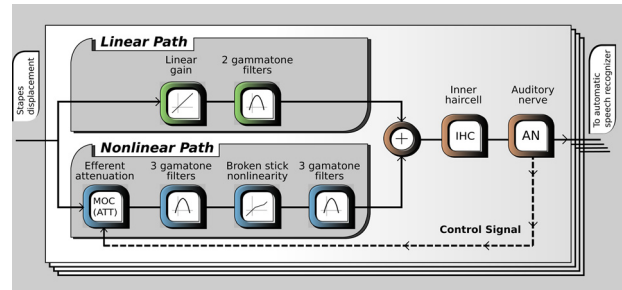 Stapes
displacement
Linear Path
Linear
gain
2 gammatone
filters
Nonlinear Path
Efferent
attenuation
3 gamatone
filters
Broken stick
nonlinearity
3 gamatone
filters
MOC
(ATT)
+
Inner
haircell
IHC
Auditory
nerve
AN
To automatic
speech recognizer
Control Signal